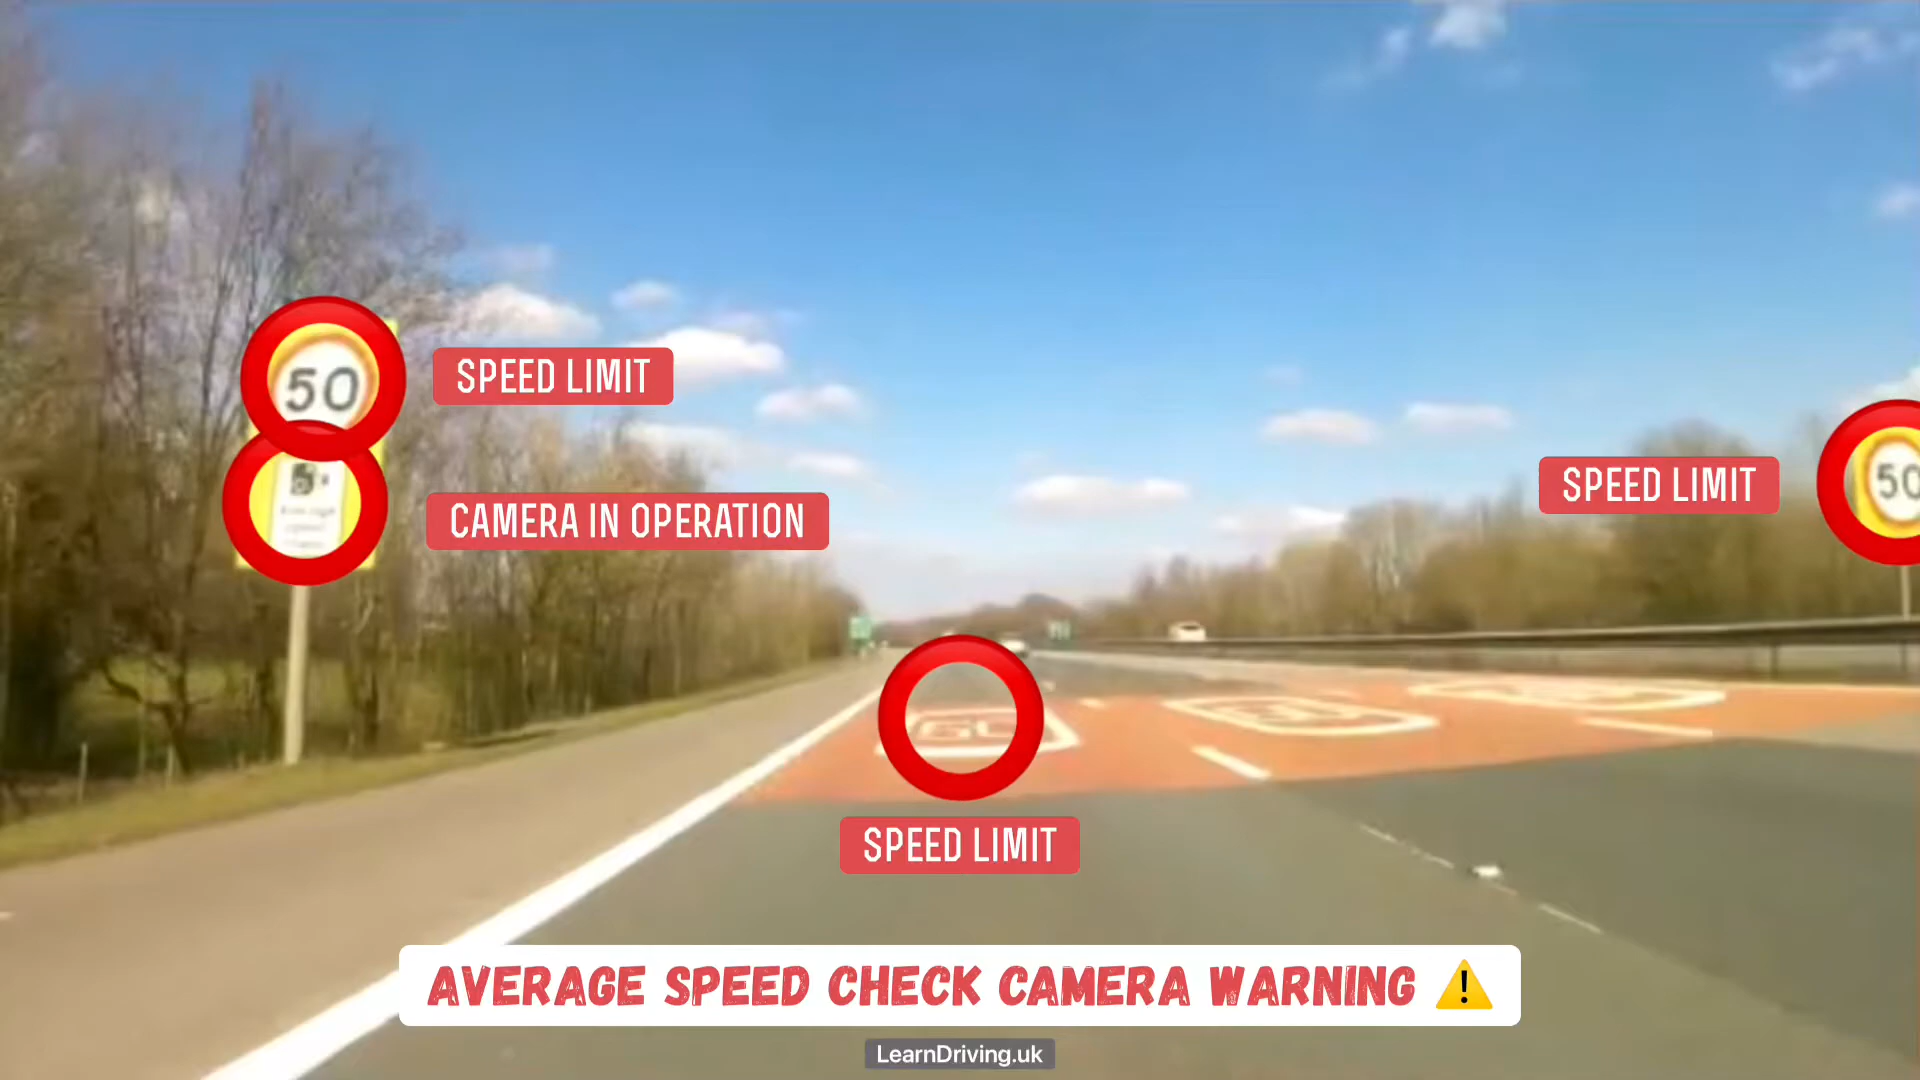 50
SPEED LIMIT
CAMERA IN OPERATION
SPEED LIMIT
50
SPEED LIMIT
AVERAGE SPEED CHECK CAMERA WARNING ⚠️
LearnDriving.uk